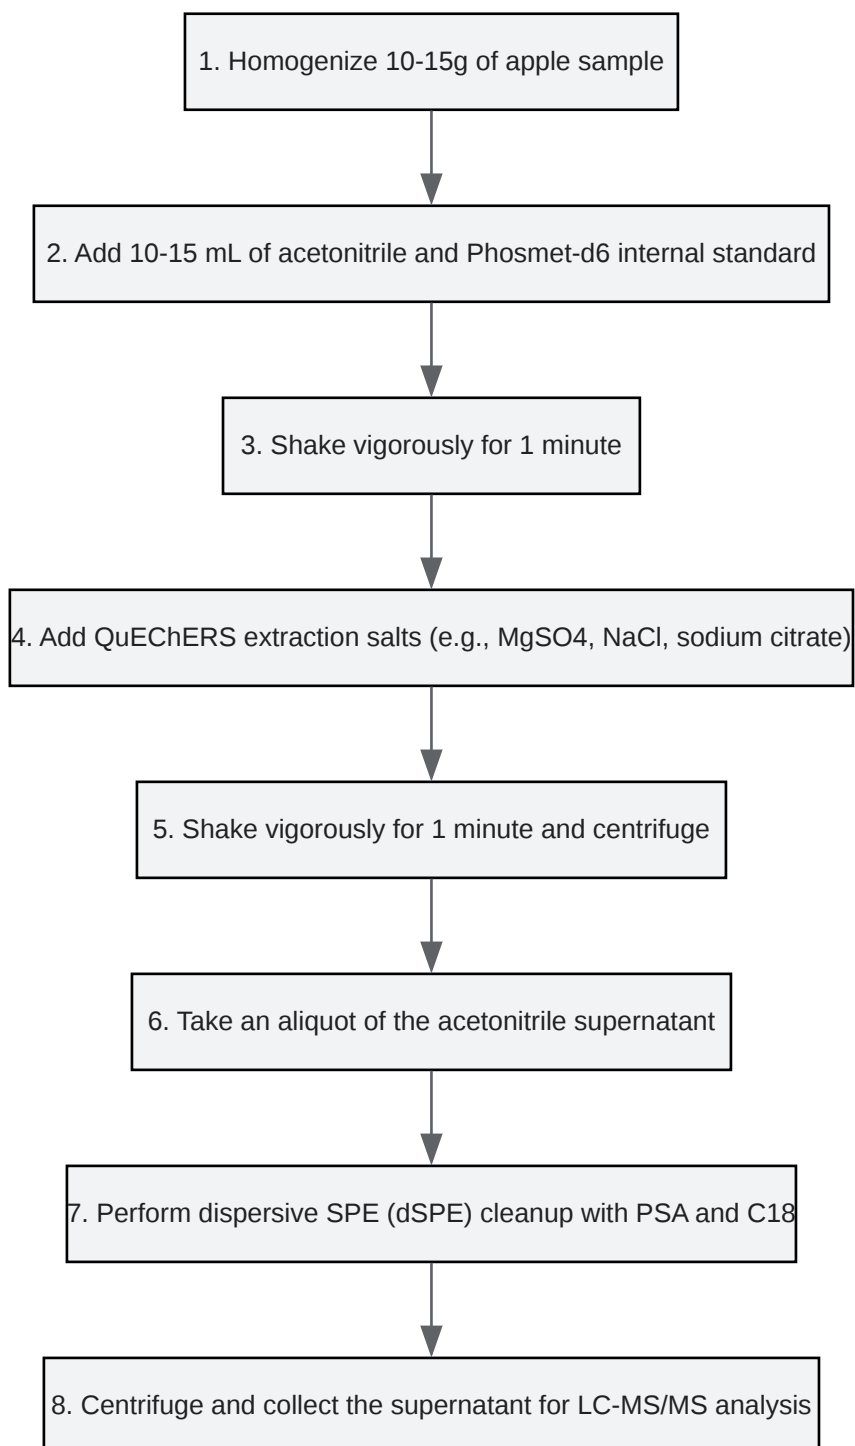 1. Homogenize 10-15g of apple sample
2. Add 10-15 mL of acetonitrile and Phosmet-d6 internal standard
3. Shake vigorously for 1 minute
4. Add QuEChERS extraction salts (e.g., MgSO4, NaCl, sodium citrate)
5. Shake vigorously for 1 minute and centrifuge
6. Take an aliquot of the acetonitrile supernatant
7. Perform dispersive SPE (dSPE) cleanup with PSA and C18
8. Centrifuge and collect the supernatant for LC-MS/MS analysis